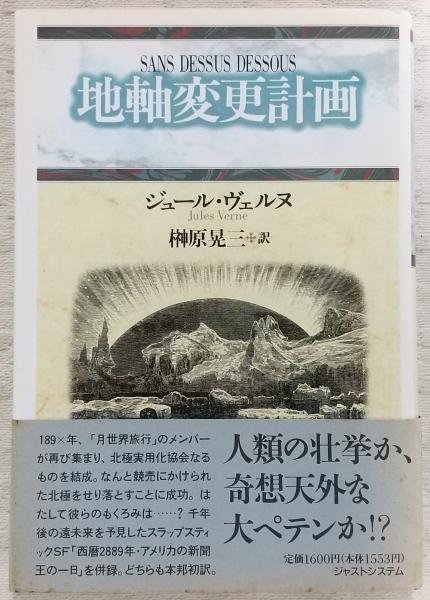 SANS DESSUS DESSOUS
地軸変更計画
ジュール・ヴェルヌ
Jules Verne
榊原晃三✢訳
189×年、「月世界旅行」のメンバー
が再び集まり、北極実用化協会なる
ものを結成。なんと競売にかけられ
た北極をせり落とすことに成功。は
たして彼らのもくろみは……? 千年
後の遠未来を予見したスラップスティ
ックSF「西暦2889年・アメリカの新聞
王の一日」を併録。どちらも本邦初訳。
人類の壮挙か、
奇想天外な
大ペテンか!?
定価1600円(本体1553円)
ジャストシステム